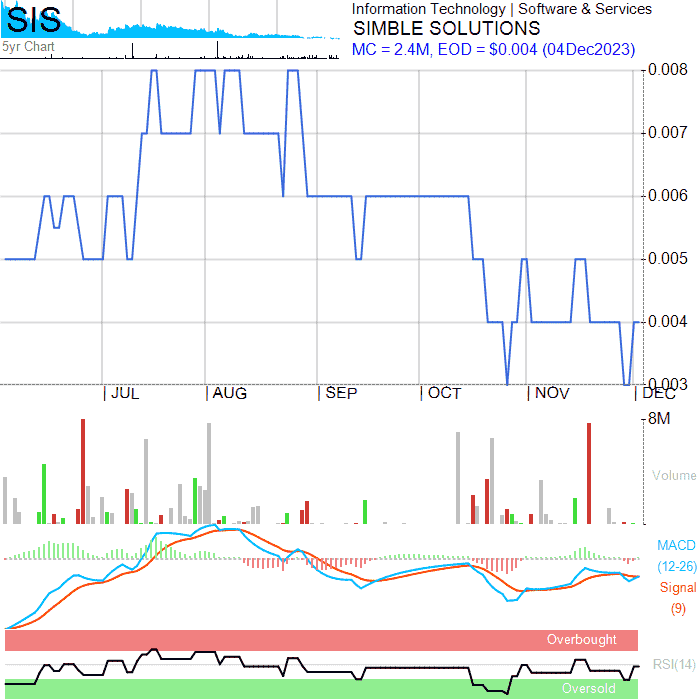 SIS
5yr Chart
Information Technology | Software & Services
SIMBLE SOLUTIONS
MC = 2.4M, EOD = $0.004 (04Dec2023)
0.008
0.007
0.006
0.005
0.004
0.003
JUL AUG SEP OCT NOV DEC
8M
Volume
MACD
(12-26)
Signal
(9)
Overbought
RSI(14)
Oversold